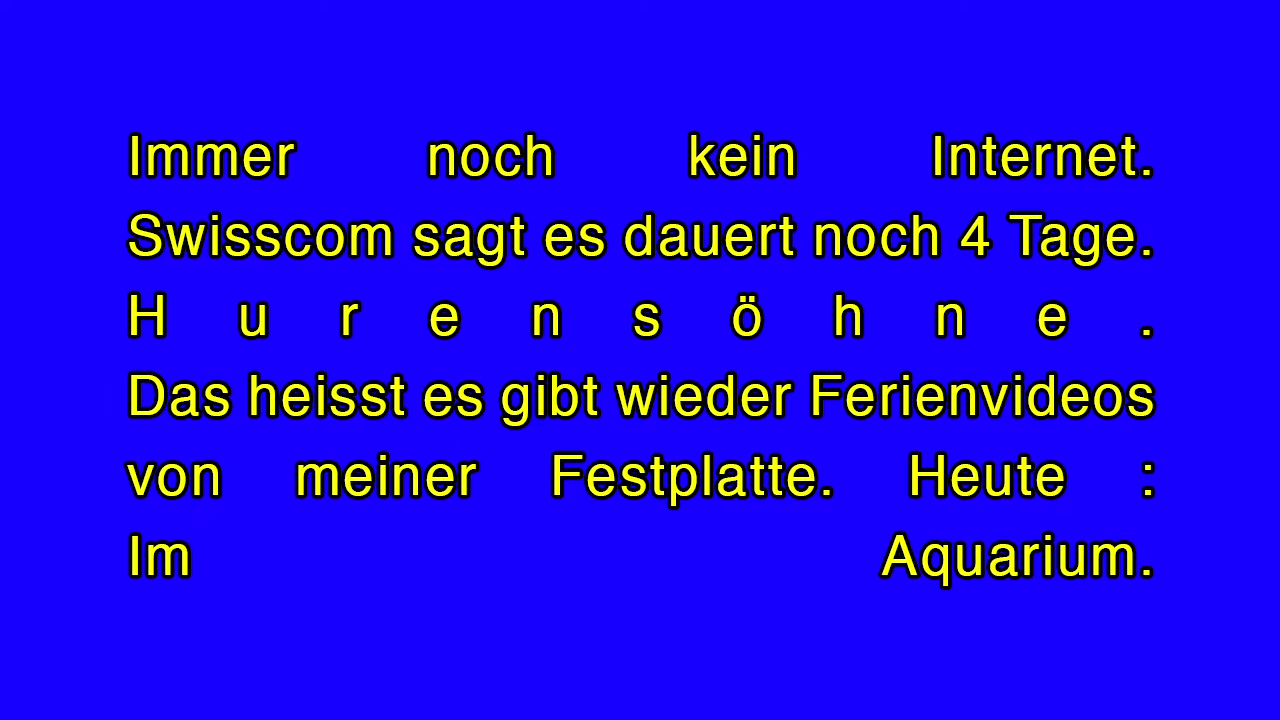 Immer noch kein Internet.
Swisscom sagt es dauert noch 4 Tage.
Hurensöhne.
Das heisst es gibt wieder Ferienvideos
von meiner Festplatte. Heute :
Im Aquarium.